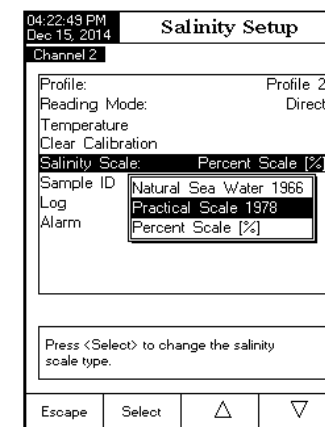 04:22:49 PM
Dec 15, 2014
Salinity Setup
Channel 2
Profile: Profile 2
Reading Mode: Direct
Temperature
Clear Calibration
Salinity Scale: Percent Scale [%]
Sample ID
Log
Alarm
Natural Sea Water 1966
Practical Scale 1978
Percent Scale [%]
Press <Select> to change the salinity
scale type.
Escape Select △ ▽